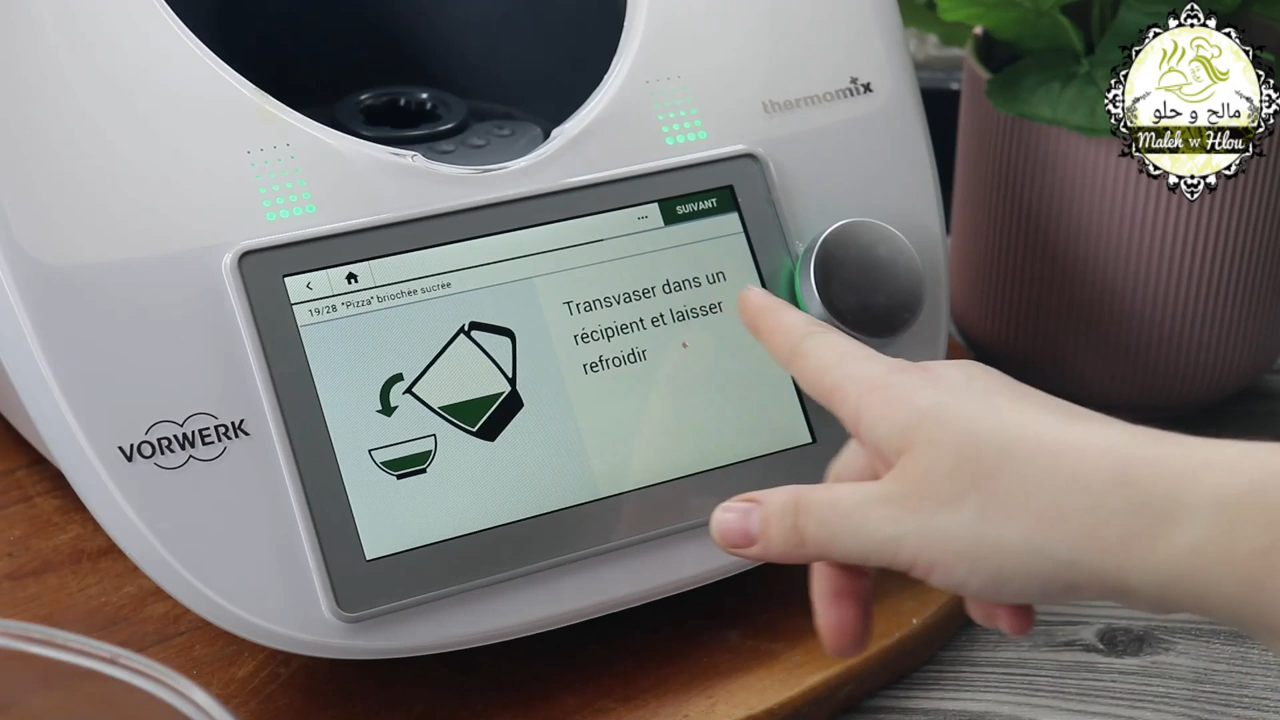 thermomix
مالح و حلو
Malek w Hlou
SUIVANT
19/28 "Pizza" briochée sucrée
Transvaser dans un
récipient et laisser
refroidir
VORWERK